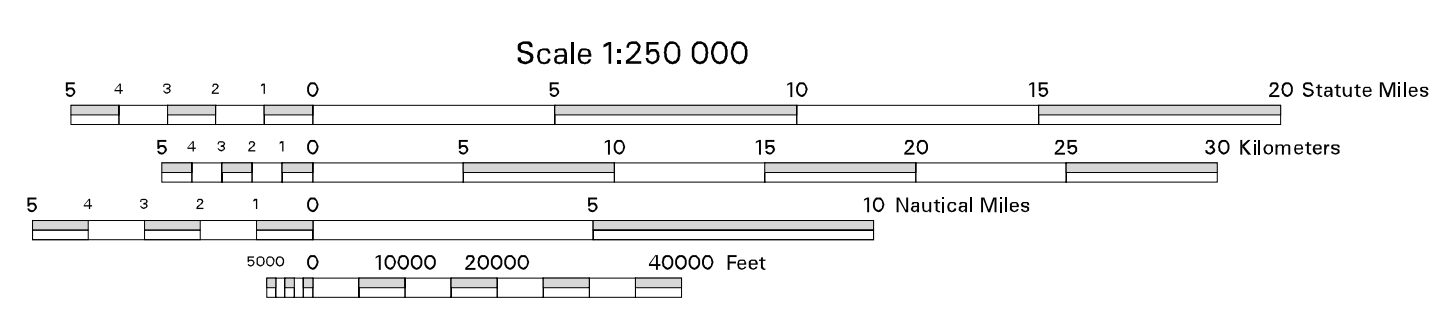 Scale 1:250 000
5 4 3 2 1 0 5 10 15 20 Statute Miles
5 4 3 2 1 0 5 10 15 20 25 30 Kilometers
5 4 3 2 1 0 5 10 Nautical Miles
5000 0 10000 20000 40000 Feet